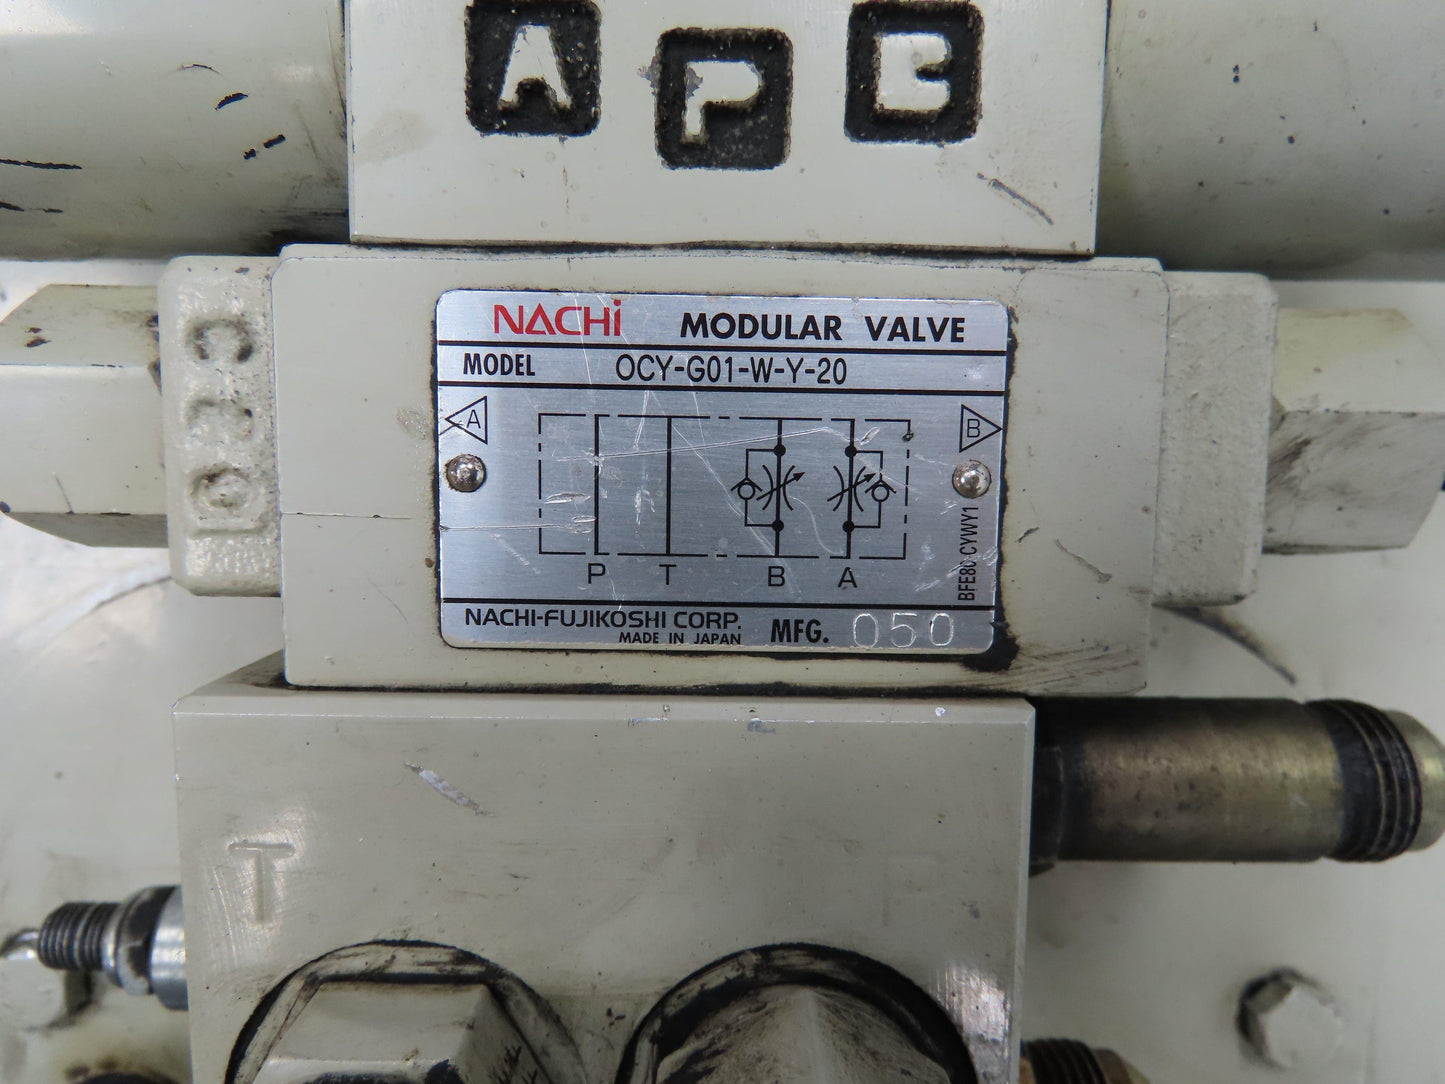 A P B
NACHi MODULAR VALVE
MODEL OCY-G01-W-Y-20
A B
P T B A
BFE80-CYWY1
NACHI-FUJIKOSHI CORP.
MADE IN JAPAN
MFG. 050
T P